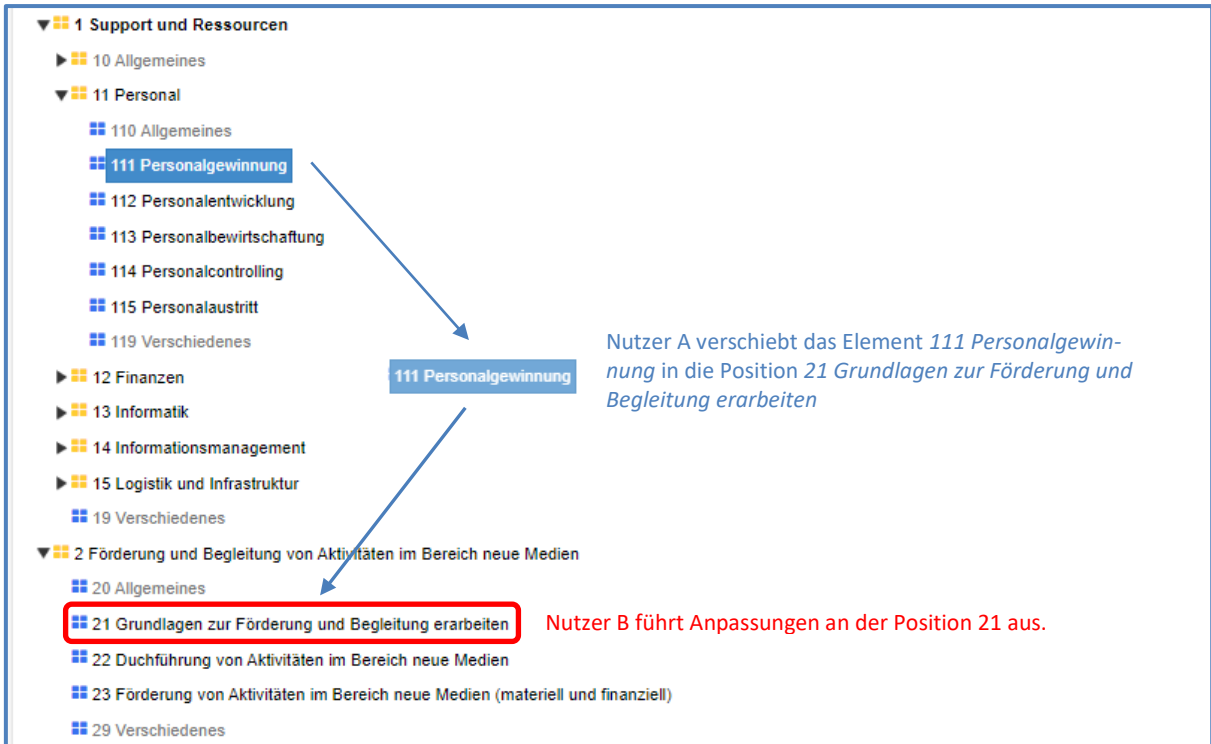 1 Support und Ressourcen
10 Allgemeines
11 Personal
110 Allgemeines
111 Personalgewinnung
112 Personalentwicklung
113 Personalbewirtschaftung
114 Personalcontrolling
115 Personalaustritt
119 Verschiedenes
12 Finanzen
13 Informatik
14 Informationsmanagement
15 Logistik und Infrastruktur
19 Verschiedenes
111 Personalgewinnung
Nutzer A verschiebt das Element 111 Personalgewin-
nung in die Position 21 Grundlagen zur Förderung und
Begleitung erarbeiten
2 Förderung und Begleitung von Aktivitäten im Bereich neue Medien
20 Allgemeines
21 Grundlagen zur Förderung und Begleitung erarbeiten
Nutzer B führt Anpassungen an der Position 21 aus.
22 Duchführung von Aktivitäten im Bereich neue Medien
23 Förderung von Aktivitäten im Bereich neue Medien (materiell und finanziell)
29 Verschiedenes